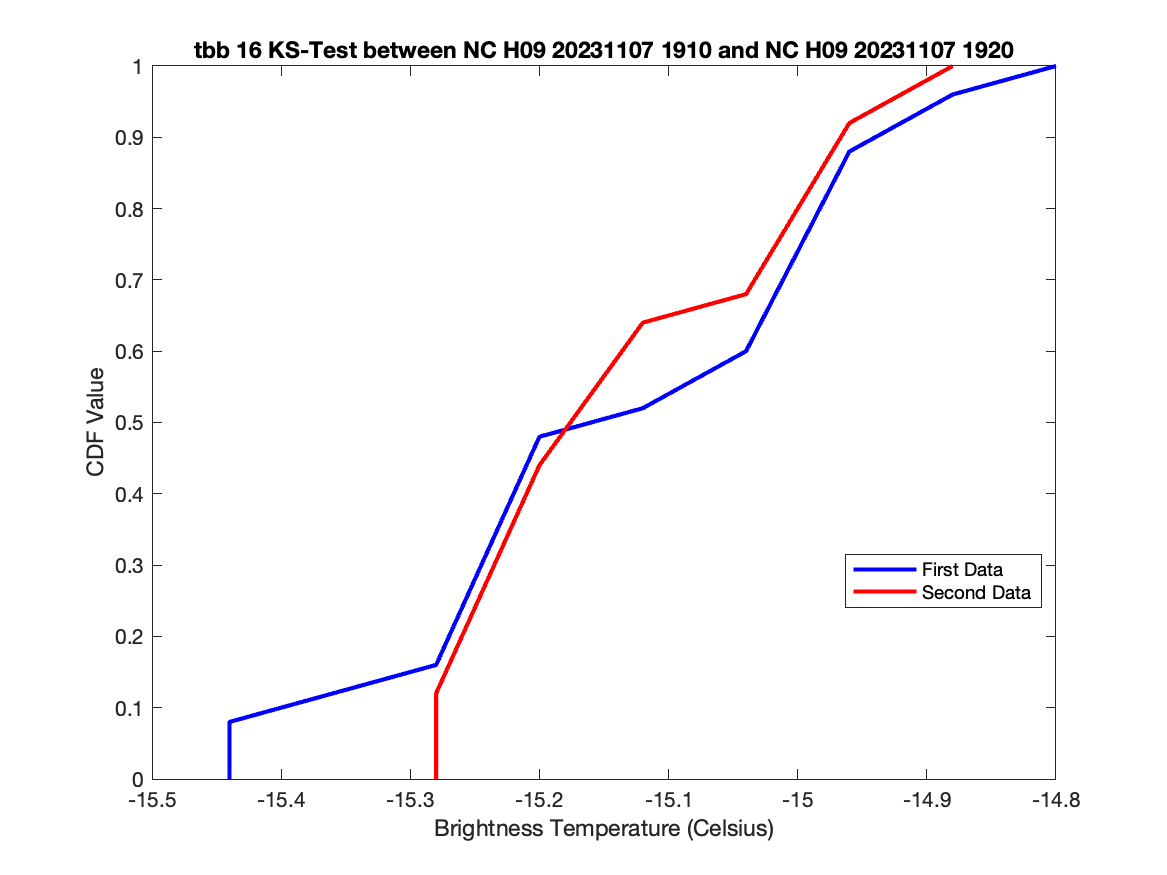 tbb 16 KS-Test between NC H09 20231107 1910 and NC H09 20231107 1920
1
0.9
0.8
0.7
0.6
0.5
0.4
0.3
0.2
0.1
0
CDF Value
First Data
Second Data
-15.5 -15.4 -15.3 -15.2 -15.1 -15 -14.9 -14.8
Brightness Temperature (Celsius)